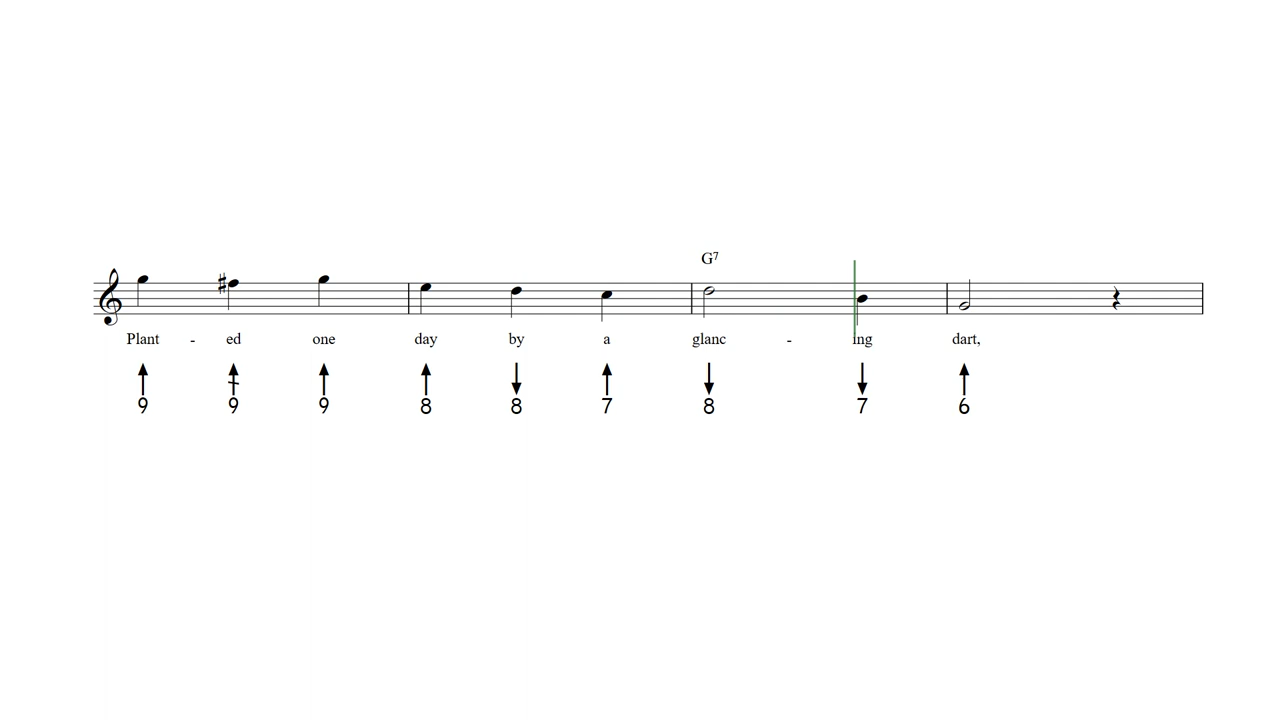 G7
Plant - ed one day by a glanc - ing dart,
9 9 9 8 8 7 8 7 6